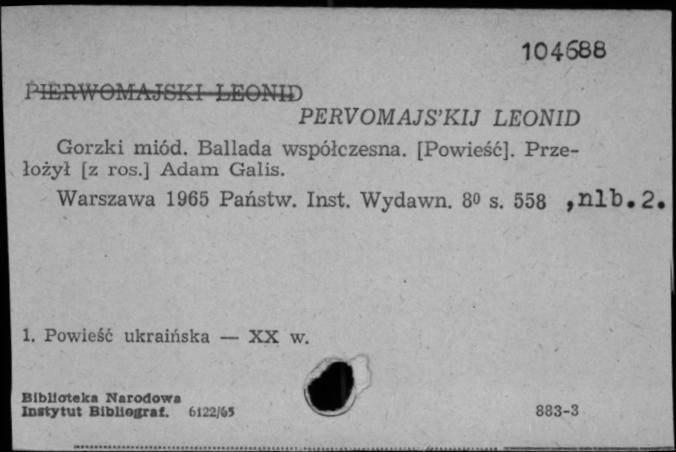 104688
PIERWOMAJSKI LEONID
PERVOMAJS'KIJ LEONID
Gorzki miód. Ballada współczesna. [Powieść]. Prze-
łożył [z ros.] Adam Galis.
Warszawa 1965 Państw. Inst. Wydawn. 8⁰ s. 558 ,nlb.2.
1. Powieść ukraińska — XX w.
Biblioteka Narodowa
Instytut Bibliograf. 6122/65
883-3